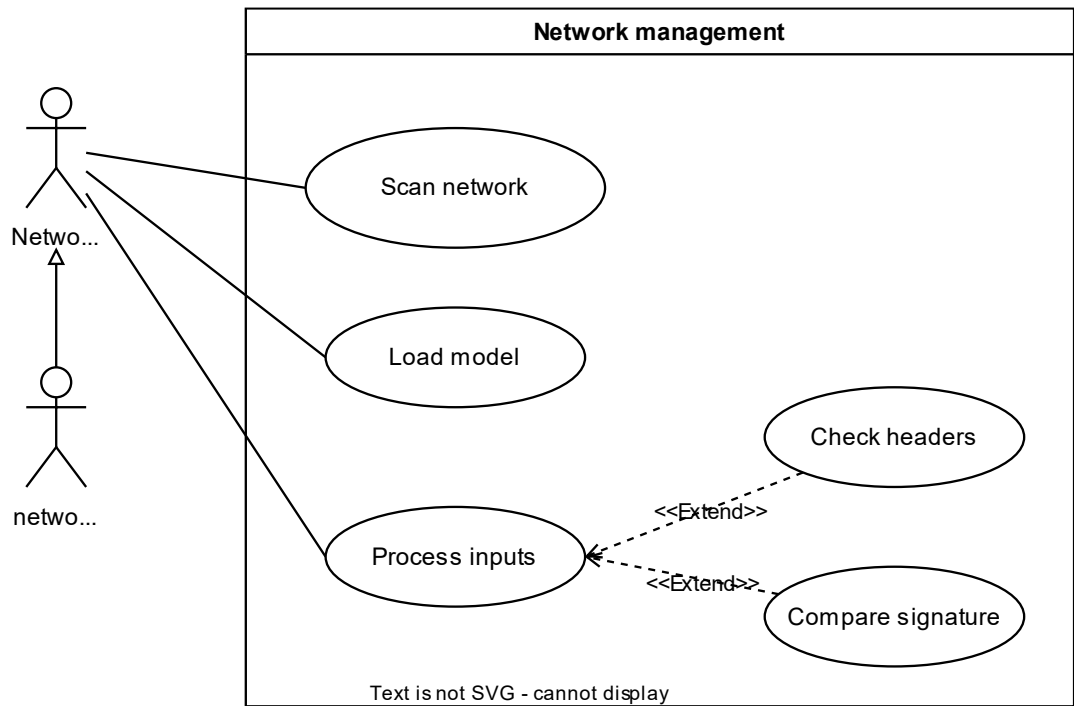 Network management
Scan network
Netwo...
Load model
Check headers
<<Extend>>
netwo...
Process inputs
<<Extend>>
Compare signature
Text is not SVG - cannot display